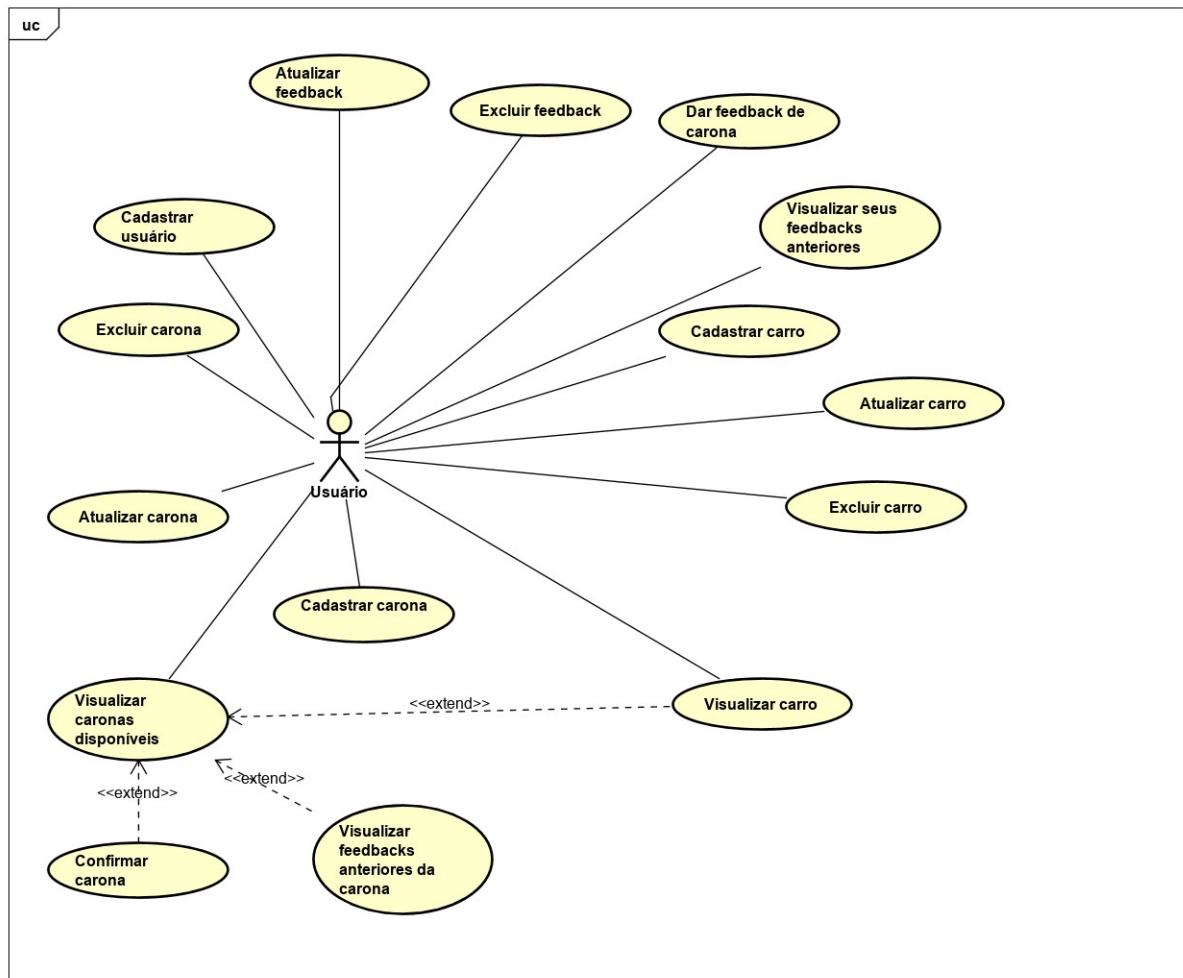 uc
Atualizar
feedback
Excluir feedback
Dar feedback de
carona
Cadastrar
usuário
Visualizar seus
feedbacks
anteriores
Excluir carona
Cadastrar carro
Atualizar carro
Usuário
Atualizar carona
Excluir carro
Cadastrar carona
Visualizar
caronas
disponíveis
<<extend>>
Visualizar carro
<<extend>>
<<extend>>
Confirmar
carona
Visualizar
feedbacks
anteriores da
carona